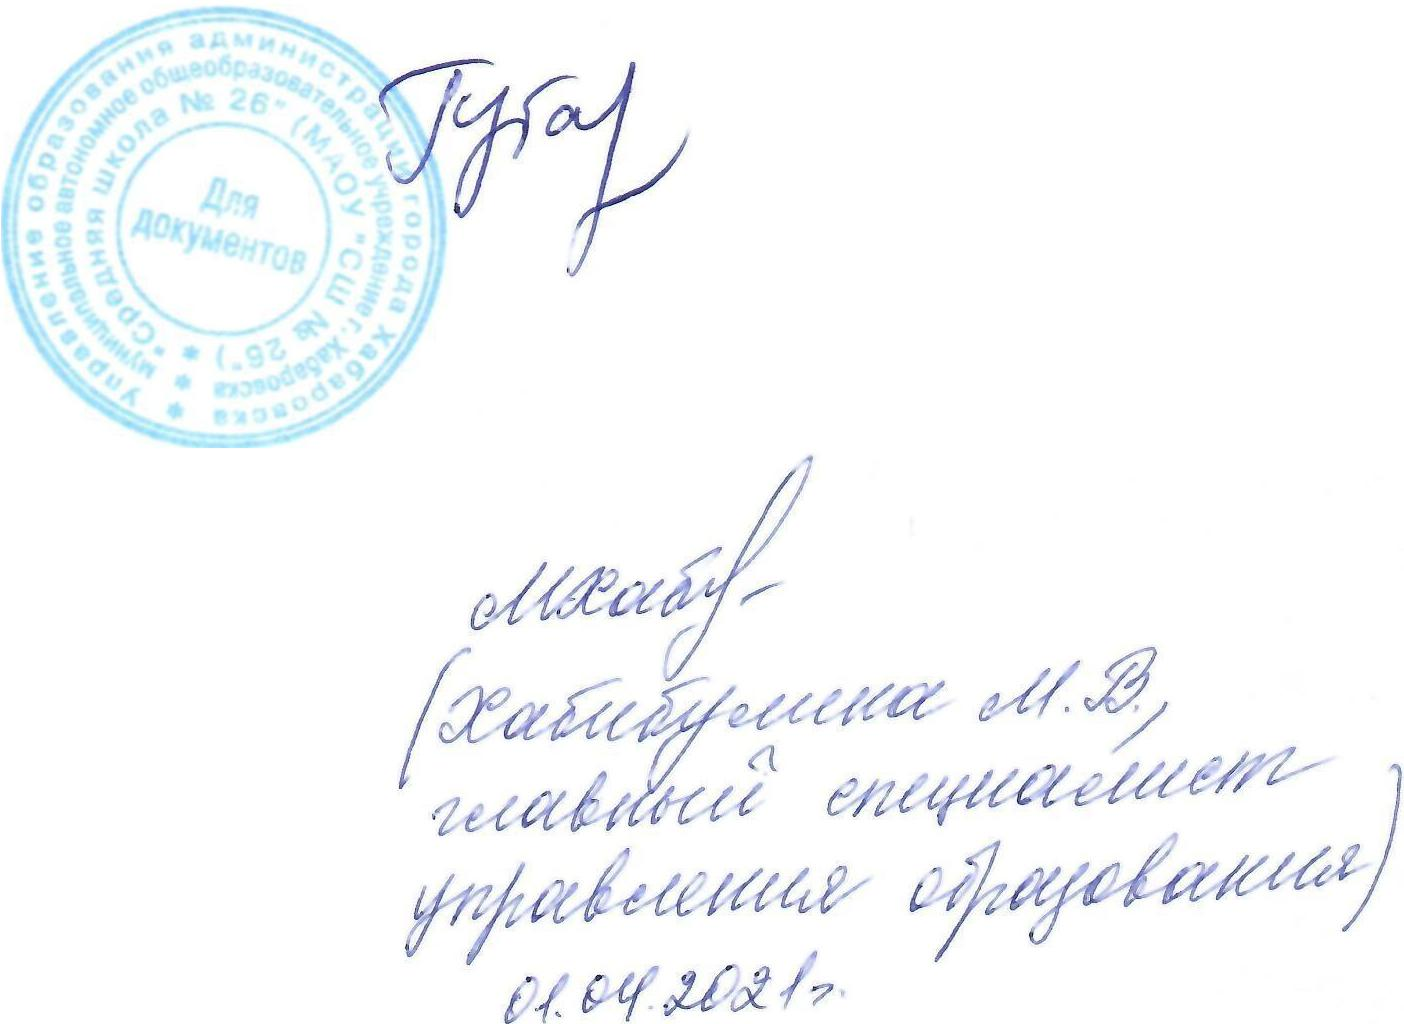 Управление образования администрации города Хабаровска *
муниципальное автономное общеобразовательное учреждение г. Хабаровска *
"Средняя школа № 26" (МАОУ "СШ № 26") *
Для
документов
(Хабибулина М.В.,
главный специалист
управления образования)
01.04.2021г.